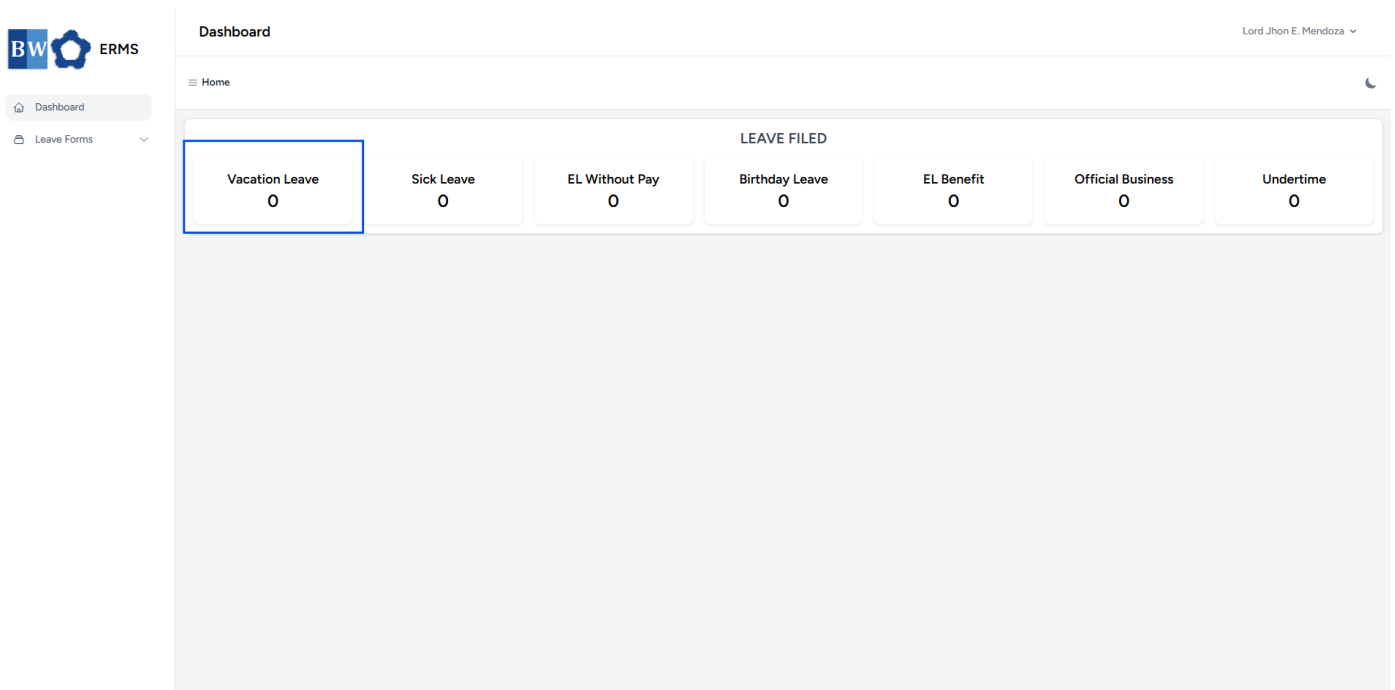 BW ERMS
Dashboard
Leave Forms
Dashboard
Lord Jhon E. Mendoza
Home
LEAVE FILED
Vacation Leave
0
Sick Leave
0
EL Without Pay
0
Birthday Leave
0
EL Benefit
0
Official Business
0
Undertime
0